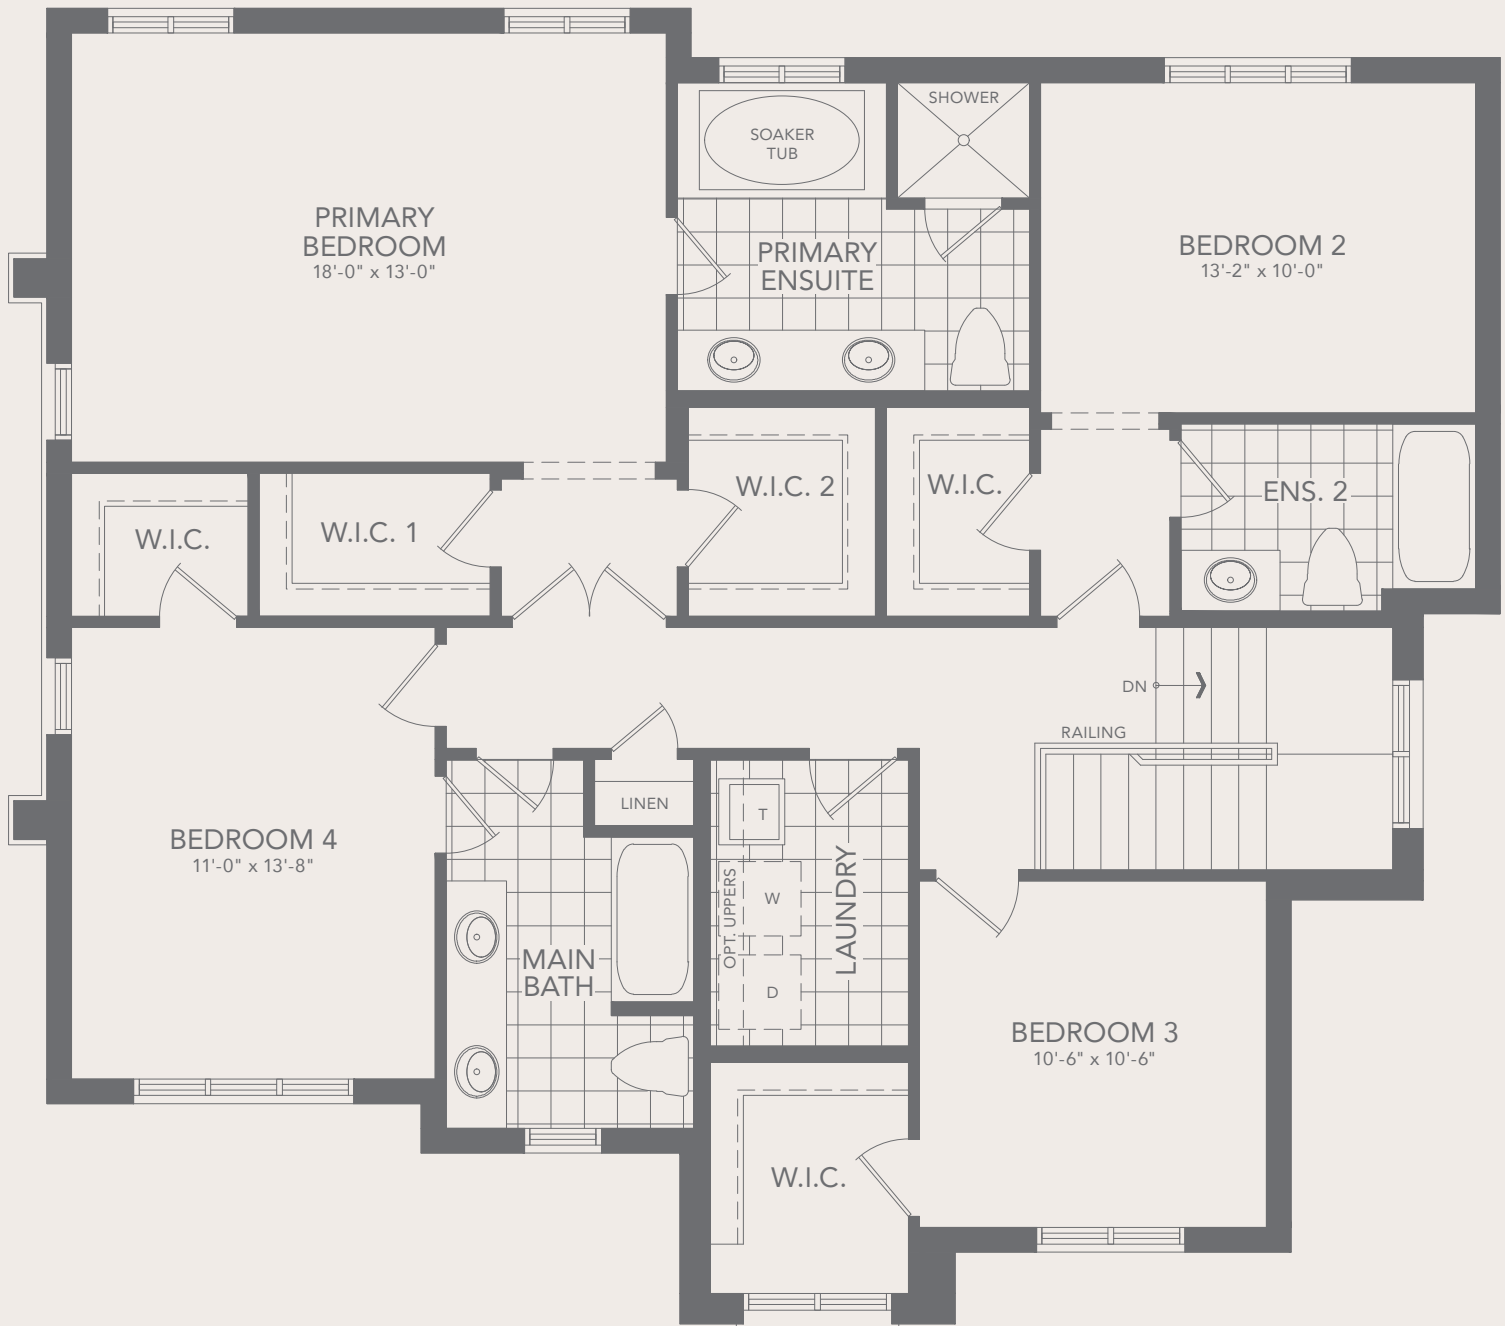 SHOWER
SOAKER
TUB
PRIMARY
BEDROOM
18'-0" x 13'-0"
PRIMARY
ENSUITE
BEDROOM 2
13'-2" x 10'-0"
W.I.C.
W.I.C. 1
W.I.C. 2
W.I.C.
ENS. 2
DN
RAILING
LINEN
BEDROOM 4
11'-0" x 13'-8"
MAIN
BATH
T
W
D
OPT. UPPERS
LAUNDRY
BEDROOM 3
10'-6" x 10'-6"
W.I.C.